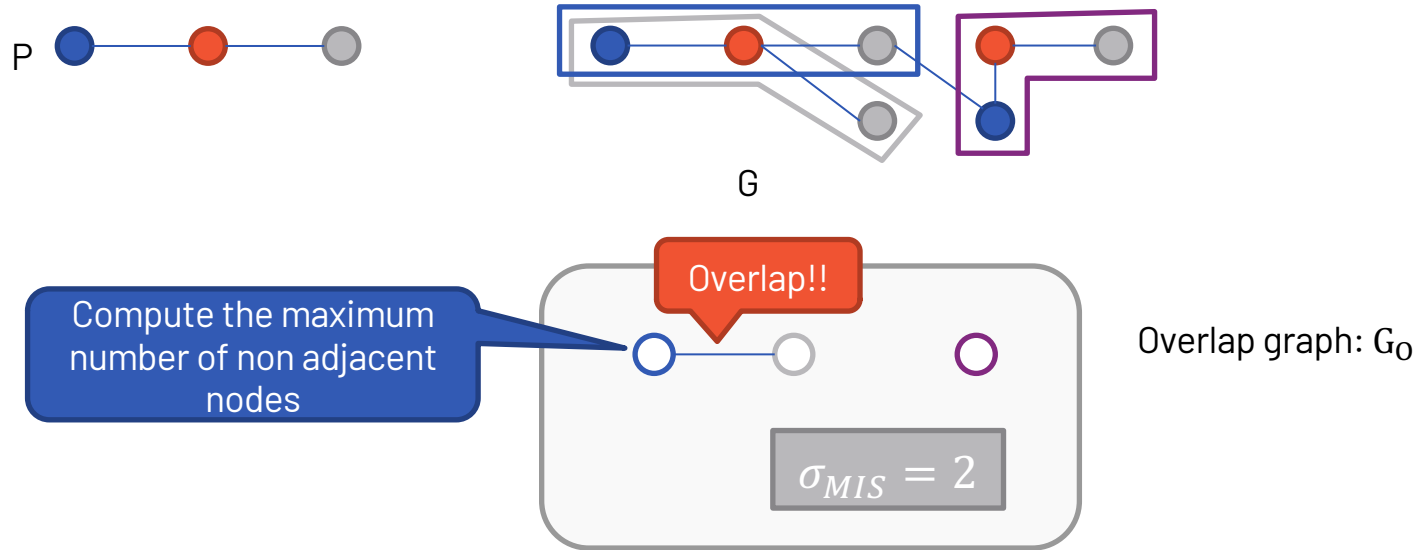 P
G
Overlap!!
Compute the maximum
number of non adjacent
nodes
Overlap graph: G_O
σ_MIS = 2